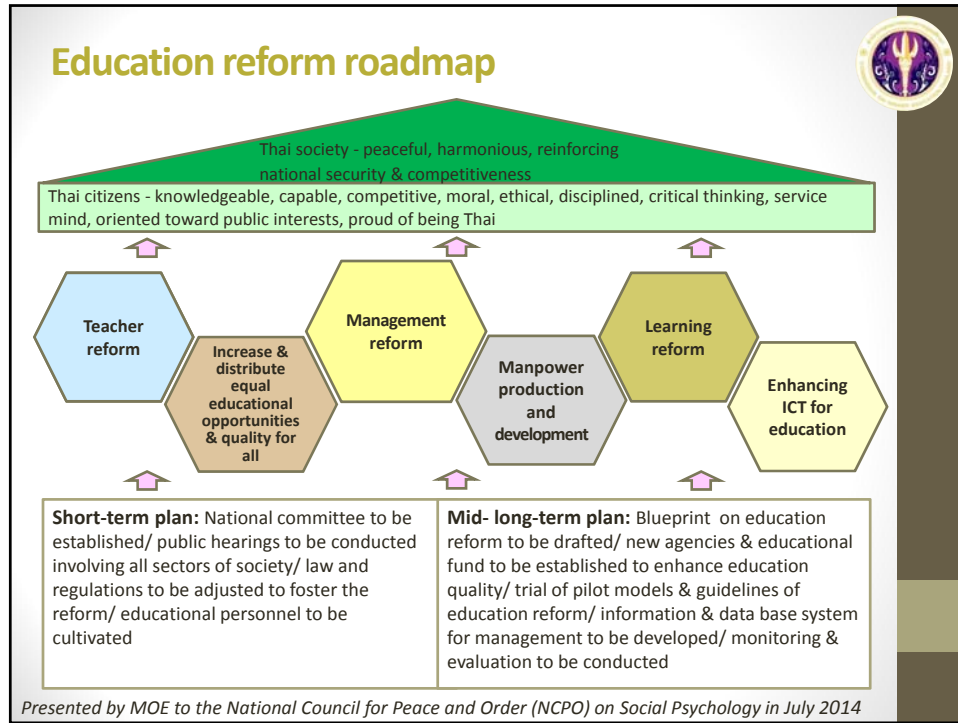 Education reform roadmap
Thai society - peaceful, harmonious, reinforcing
national security & competitiveness
Thai citizens - knowledgeable, capable, competitive, moral, ethical, disciplined, critical thinking, service
mind, oriented toward public interests, proud of being Thai
Teacher
reform
Increase &
distribute
equal
educational
opportunities
& quality for
all
Management
reform
Manpower
production
and
development
Learning
reform
Enhancing
ICT for
education
Short-term plan: National committee to be
established/ public hearings to be conducted
involving all sectors of society/ law and
regulations to be adjusted to foster the
reform/ educational personnel to be
cultivated
Mid- long-term plan: Blueprint on education
reform to be drafted/ new agencies & educational
fund to be established to enhance education
quality/ trial of pilot models & guidelines of
education reform/ information & data base system
for management to be developed/ monitoring &
evaluation to be conducted
Presented by MOE to the National Council for Peace and Order (NCPO) on Social Psychology in July 2014